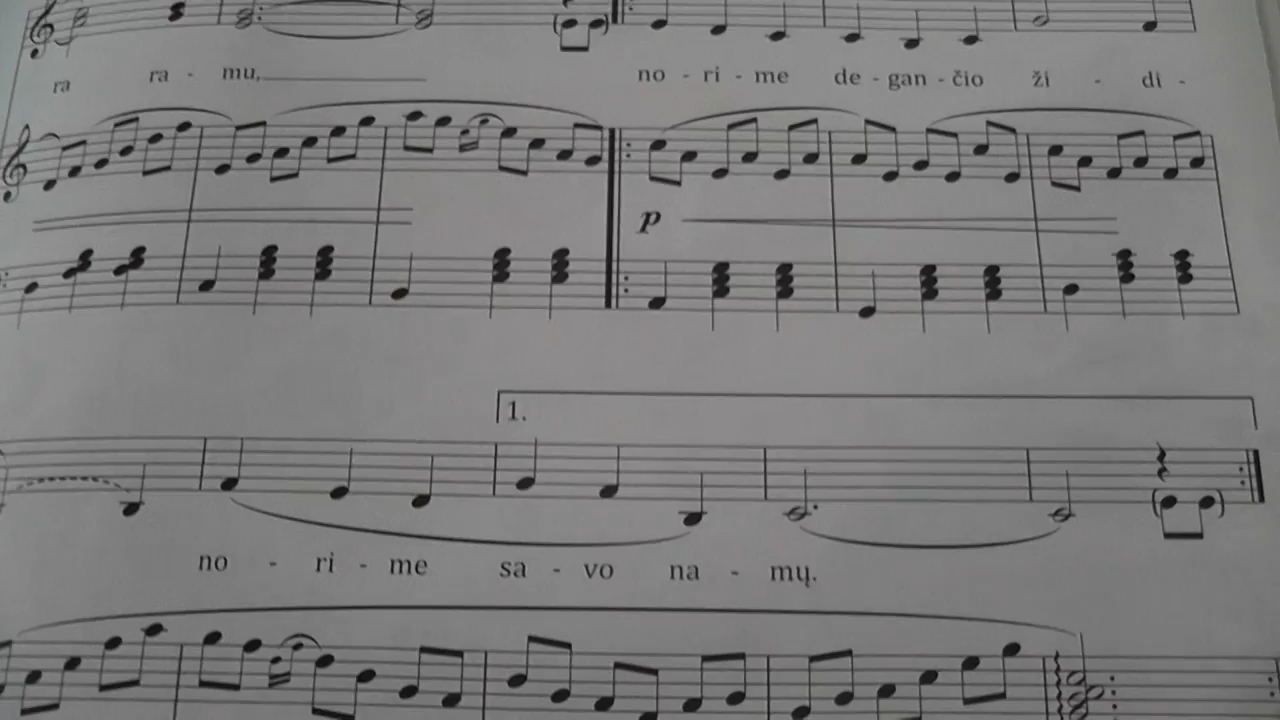 ra ra - mu, no - ri - me de - gan - čio ži - di -
p
1.
no - ri - me sa - vo na - mų.